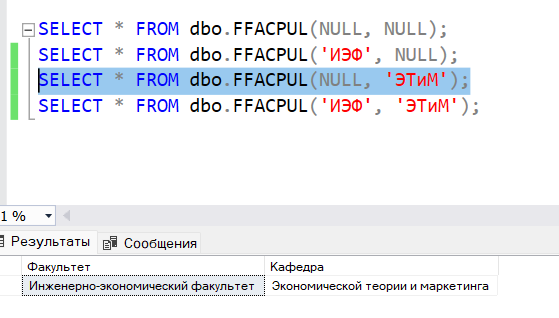 SELECT * FROM dbo.FFACPUL(NULL, NULL);
SELECT * FROM dbo.FFACPUL('ИЭФ', NULL);
SELECT * FROM dbo.FFACPUL(NULL, 'ЭТиМ');
SELECT * FROM dbo.FFACPUL('ИЭФ', 'ЭТиМ');
1 %
Результаты Сообщения
Факультет Кафедра
Инженерно-экономический факультет Экономической теории и маркетинга